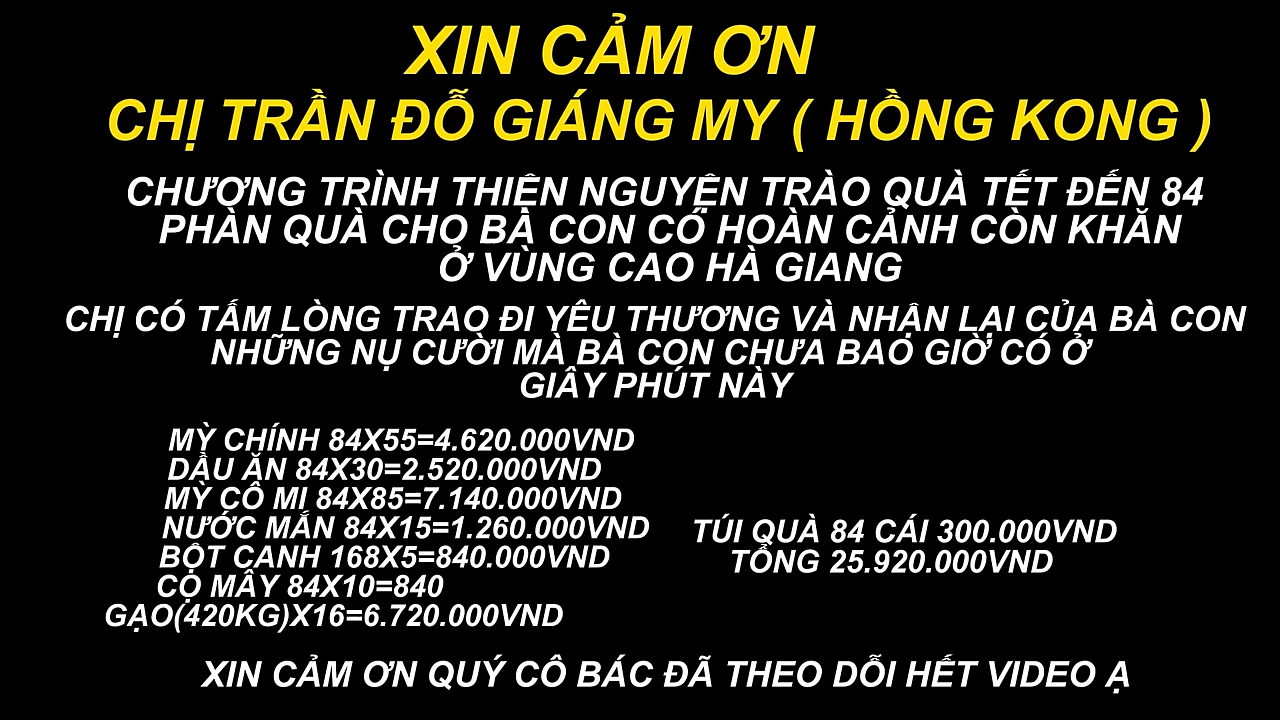 XIN CẢM ƠN
CHỊ TRẦN ĐỖ GIÁNG MY ( HỒNG KONG )
CHƯƠNG TRÌNH THIỆN NGUYỆN TRÀO QUÀ TẾT ĐẾN 84
PHÀN QUÀ CHO BÀ CON CÓ HOÀN CẢNH CÒN KHĂN
Ở VÙNG CAO HÀ GIANG
CHỊ CÓ TẤM LÒNG TRAO ĐI YÊU THƯƠNG VÀ NHẬN LẠI CỦA BÀ CON
NHỮNG NỤ CƯỜI MÀ BÀ CON CHƯA BAO GIỜ CÓ Ở
GIÂY PHÚT NÀY
MỲ CHÍNH 84X55=4.620.000VND
DẦU ĂN 84X30=2.520.000VND
MỲ CÔ MI 84X85=7.140.000VND
NƯỚC MẮN 84X15=1.260.000VND
BỘT CANH 168X5=840.000VND
CỌ MÂY 84X10=840
GẠO(420KG)X16=6.720.000VND
TÚI QUÀ 84 CÁI 300.000VND
TỔNG 25.920.000VND
XIN CẢM ƠN QUÝ CÔ BÁC ĐÃ THEO DỖI HẾT VIDEO Ạ